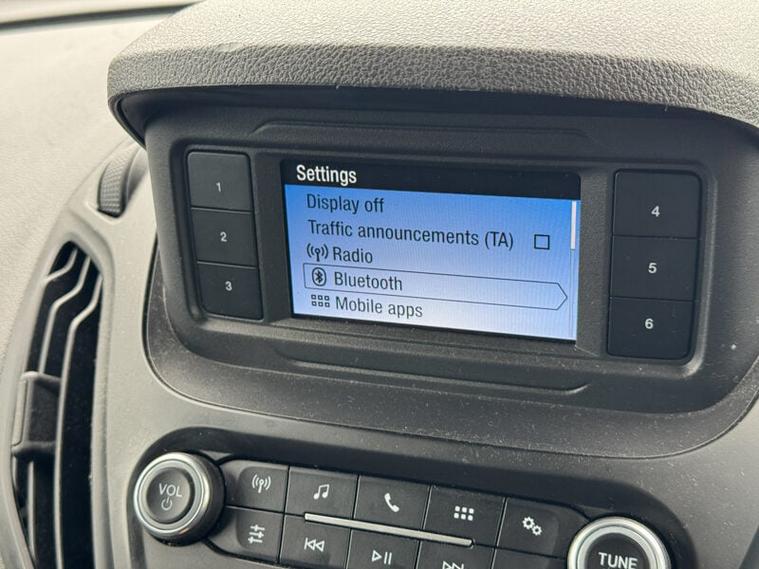 Settings
Display off
Traffic announcements (TA)
Radio
Bluetooth
Mobile apps
1
2
3
4
5
6
VOL
TUNE